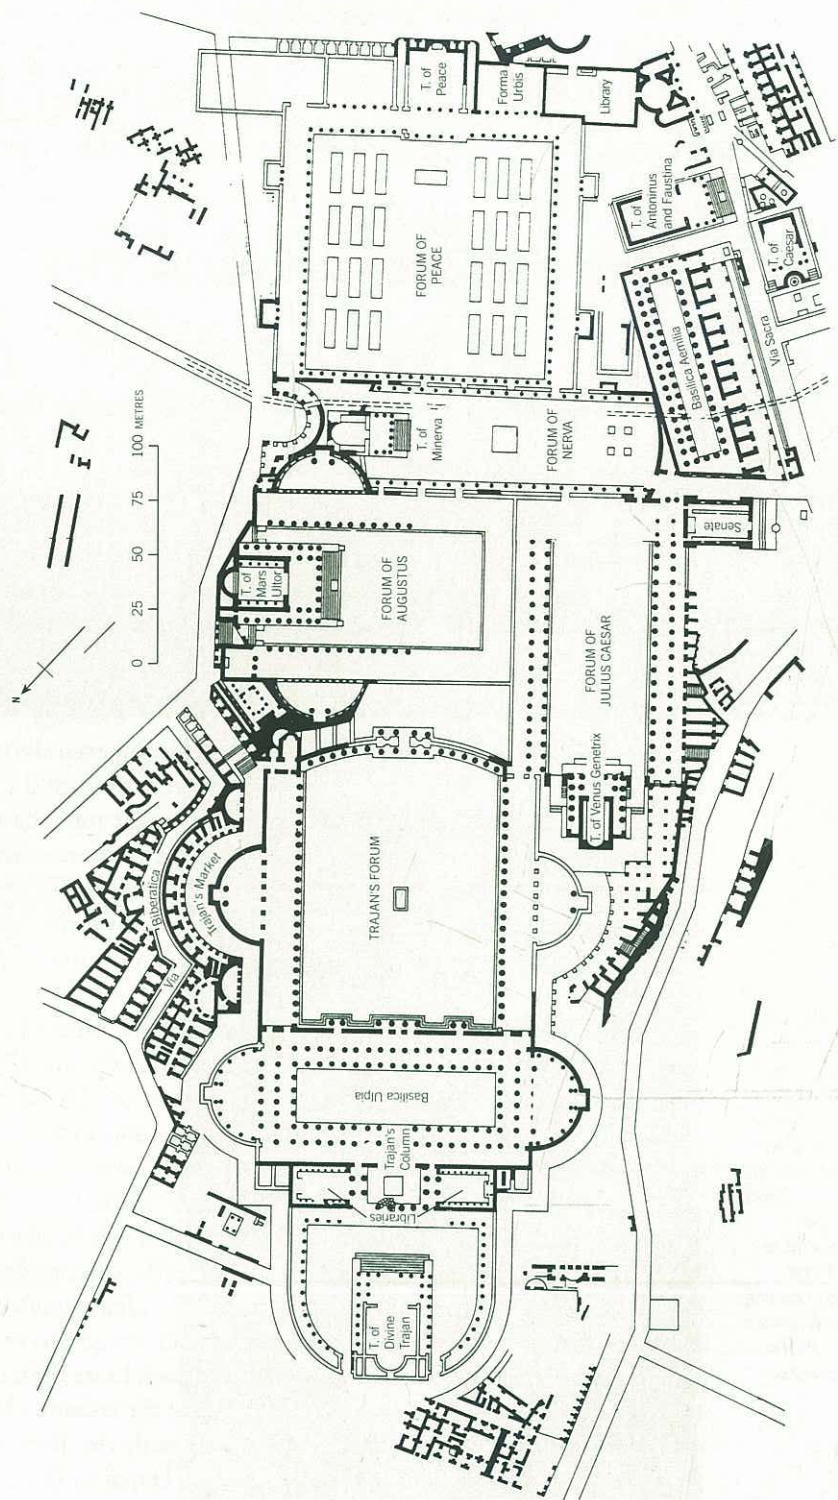 T. of
Peace
Forma
Urbis
Library
FORUM OF
PEACE
T. of
Antoninus
and Faustina
T. of
Caesar
Basilica Aemilia
Via Sacra
T. of
Minerva
FORUM OF
NERVA
Senate
100 METRES
75
50
25
0
N
T. of
Mars
Ultor
FORUM OF
AUGUSTUS
FORUM OF
JULIUS CAESAR
T. of Venus Genetrix
TRAJAN'S FORUM
Trajan's Market
Via
Biberatica
Basilica Ulpia
Trajan's
Column
Libraries
T. of
Divine
Trajan